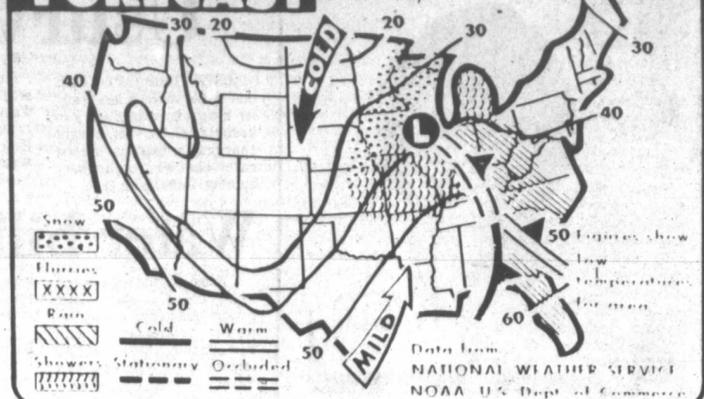 FORECAST
30 20
20
30
30
COLD
40
40
L
50
Snow
50 Figures show
Flurries
low
XXXX
temperatures
50
for area
Rain
60
Cold Warm
50
MILD
Showers Stationary Occluded
Data from
NATIONAL WEATHER SERVICE
NOAA U S Dept of Commerce